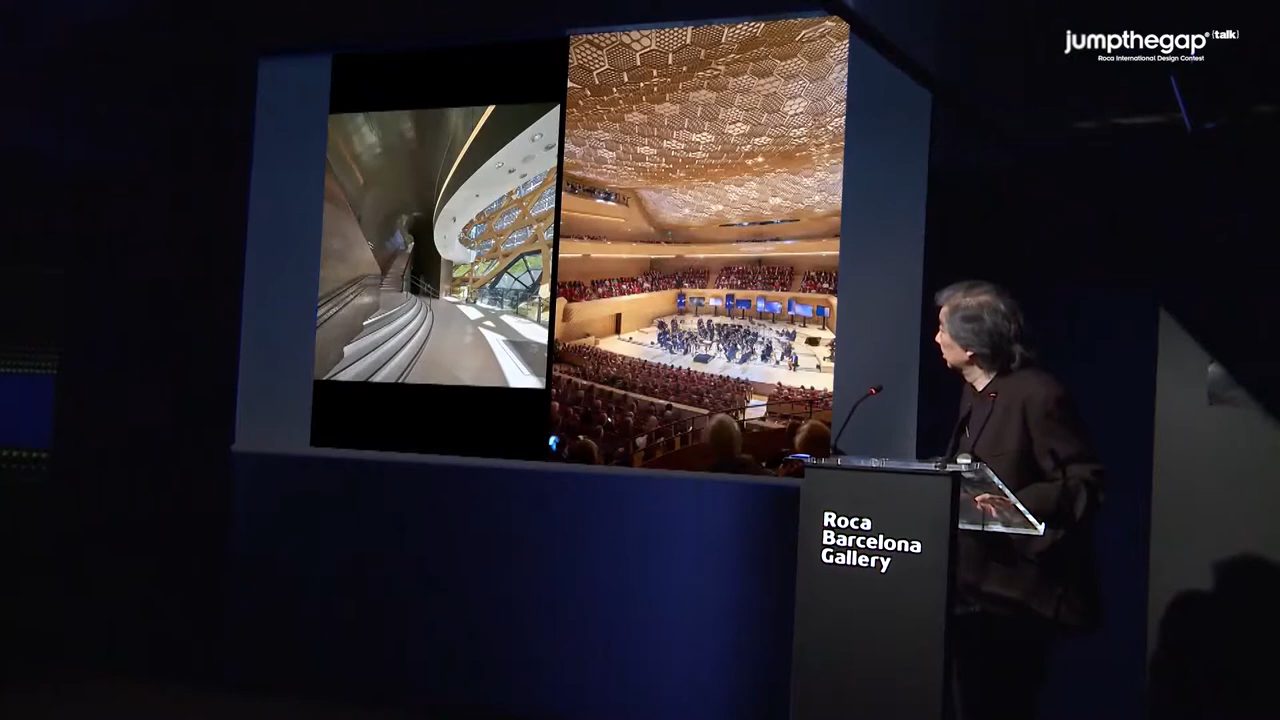 jumpthegap® {talk}
Roca International Design Contest
Roca
Barcelona
Gallery